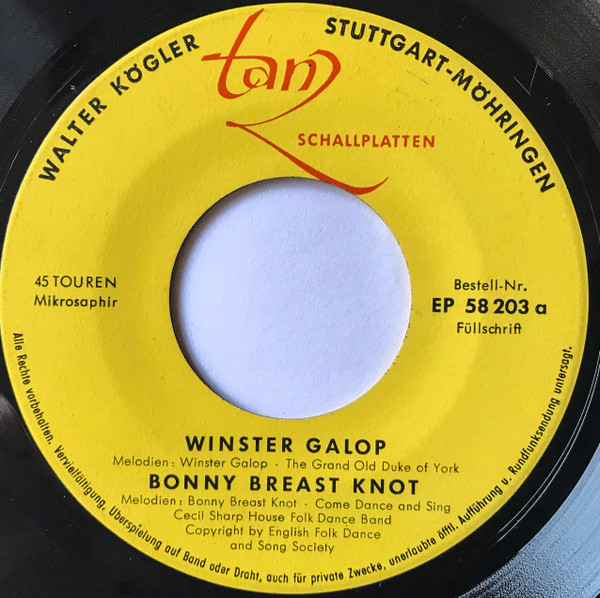 WALTER KÖGLER
tanz
STUTTGART-MÖHRINGEN
SCHALLPLATTEN
45 TOUREN
Mikrosaphir
Bestell-Nr.
EP 58 203 a
Füllschrift
WINSTER GALOP
Melodien: Winster Galop · The Grand Old Duke of York
BONNY BREAST KNOT
Melodien: Bonny Breast Knot · Come Dance and Sing
Cecil Sharp House Folk Dance Band
Copyright by English Folk Dance
and Song Society
Alle Rechte vorbehalten. Vervielfältigung, Überspielung auf Band oder Draht, auch für private Zwecke, unerlaubte öfftl. Aufführung u. Rundfunksendung untersagt.